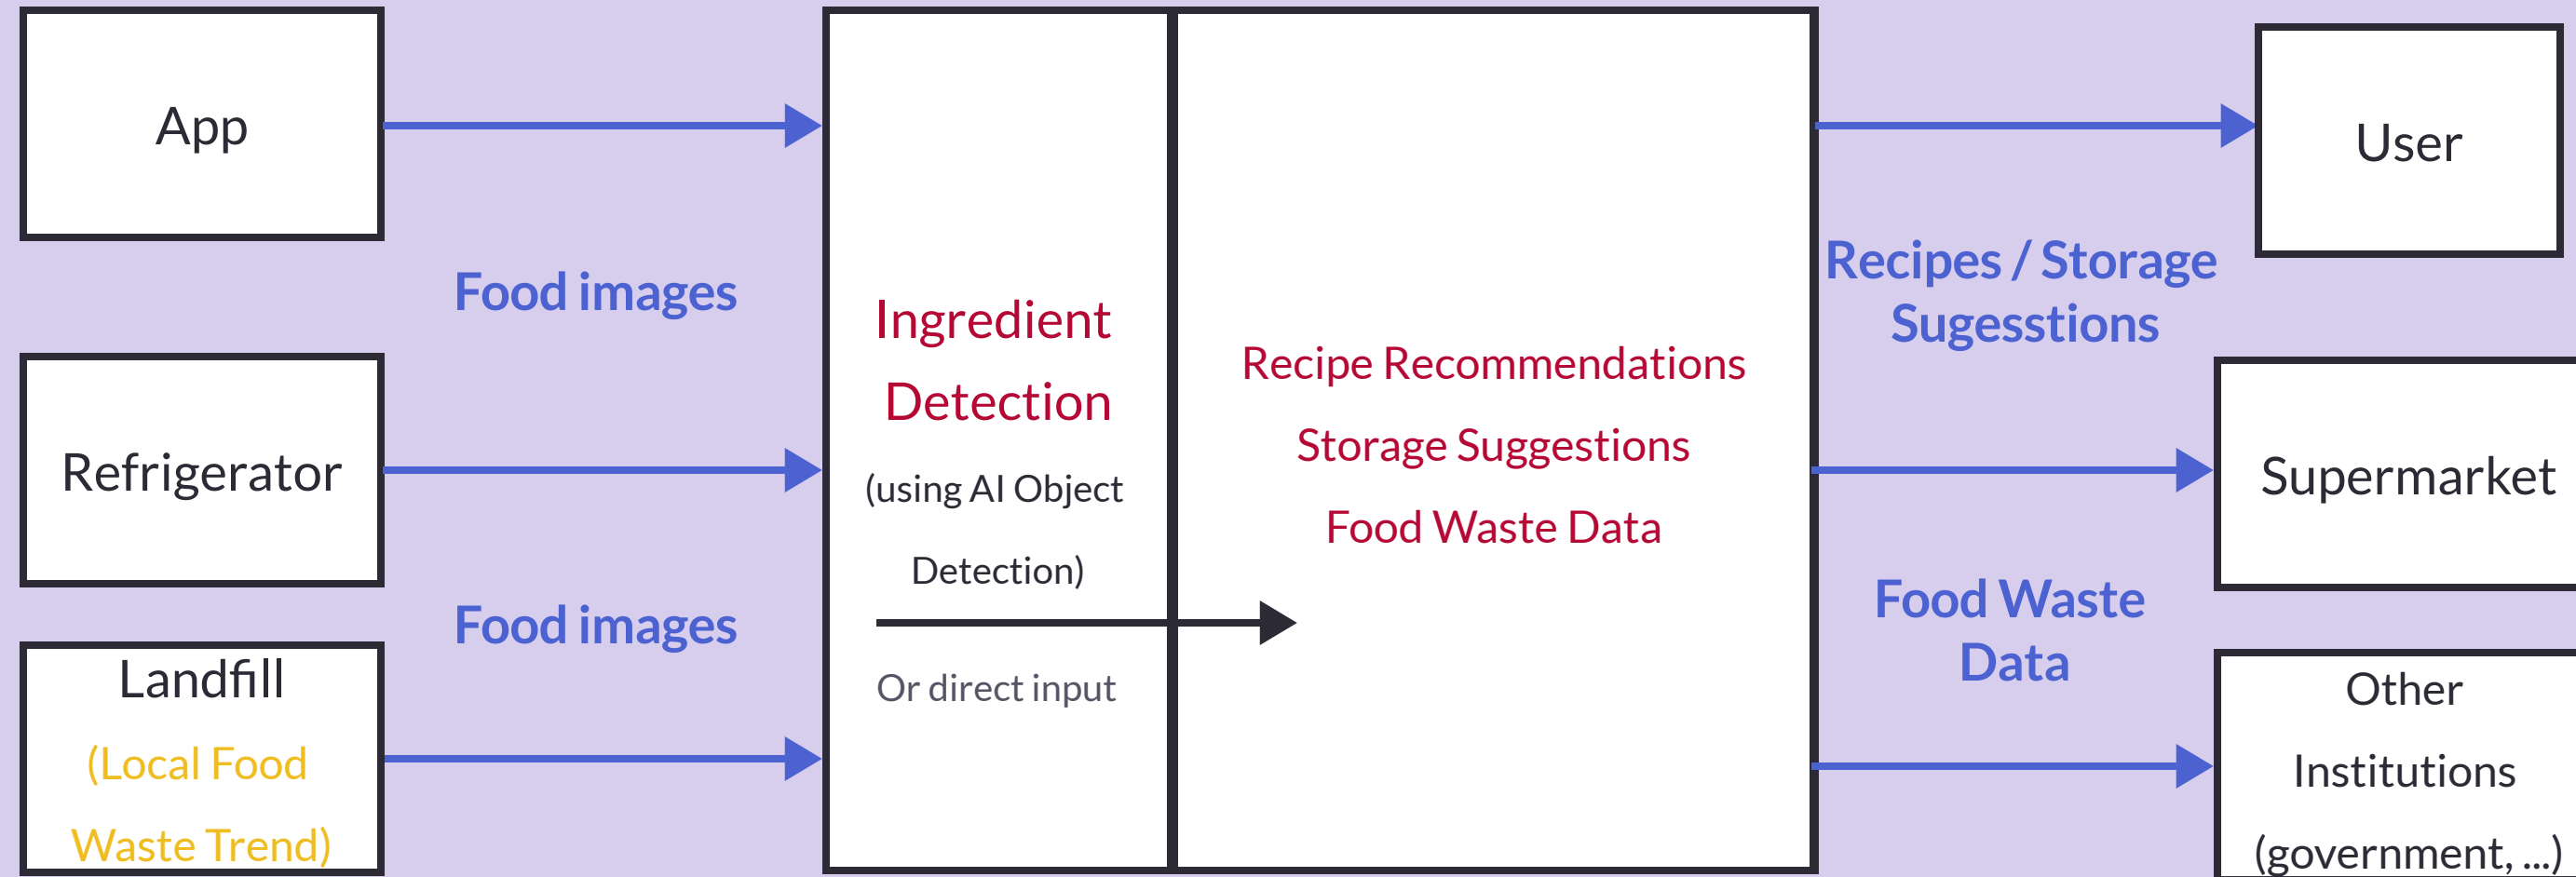 App
Food images
Refrigerator
Food images
Landfill
(Local Food
Waste Trend)
Ingredient
Detection
(using AI Object
Detection)
Or direct input
Recipe Recommendations
Storage Suggestions
Food Waste Data
Recipes / Storage
Sugesstions
Food Waste
Data
User
Supermarket
Other
Institutions
(government, ...)